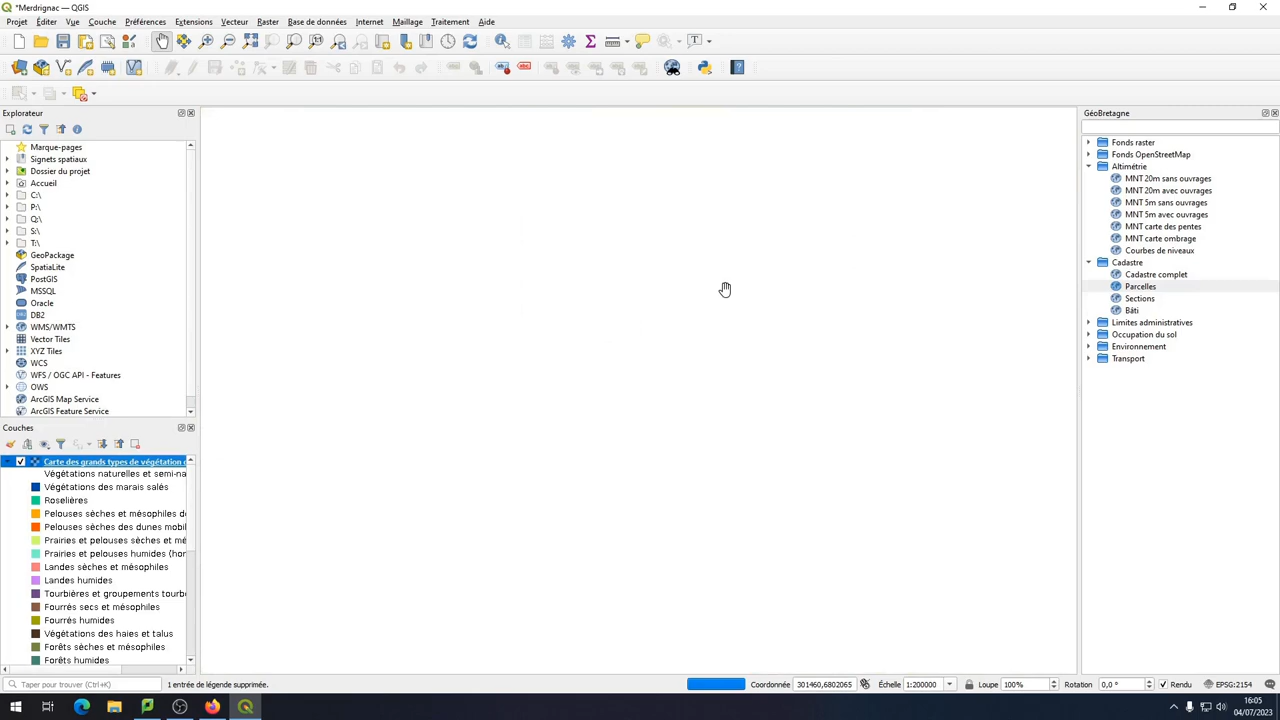 *Merdrignac — QGIS
Projet Éditer Vue Couche Préférences Extensions Vecteur Raster Base de données Internet Maillage Traitement Aide
Explorateur
Marque-pages
Signets spatiaux
Dossier du projet
Accueil
C:\
P:\
Q:\
S:\
T:\
GeoPackage
SpatiaLite
PostGIS
MSSQL
Oracle
DB2
WMS/WMTS
Vector Tiles
XYZ Tiles
WCS
WFS / OGC API - Features
OWS
ArcGIS Map Service
ArcGIS Feature Service
Couches
Carte des grands types de végétation
Végétations naturelles et semi-na
Végétations des marais salés
Roselières
Pelouses sèches et mésophiles de
Pelouses sèches des dunes mobil
Prairies et pelouses sèches et mé
Prairies et pelouses humides (hor
Landes sèches et mésophiles
Landes humides
Tourbières et groupements tourb
Fourrés secs et mésophiles
Fourrés humides
Végétations des haies et talus
Forêts sèches et mésophiles
Forêts humides
GéoBretagne
Fonds raster
Fonds OpenStreetMap
Altimétrie
MNT 20m sans ouvrages
MNT 20m avec ouvrages
MNT 5m sans ouvrages
MNT 5m avec ouvrages
MNT carte des pentes
MNT carte ombrage
Courbes de niveaux
Cadastre
Cadastre complet
Parcelles
Sections
Bâti
Limites administratives
Occupation du sol
Environnement
Transport
Taper pour trouver (Ctrl+K) 1 entrée de légende supprimée. Coordonnée 301460,6802065 Échelle 1:200000 Loupe 100% Rotation 0,0 ° Rendu EPSG:2154
16:05
04/07/2023